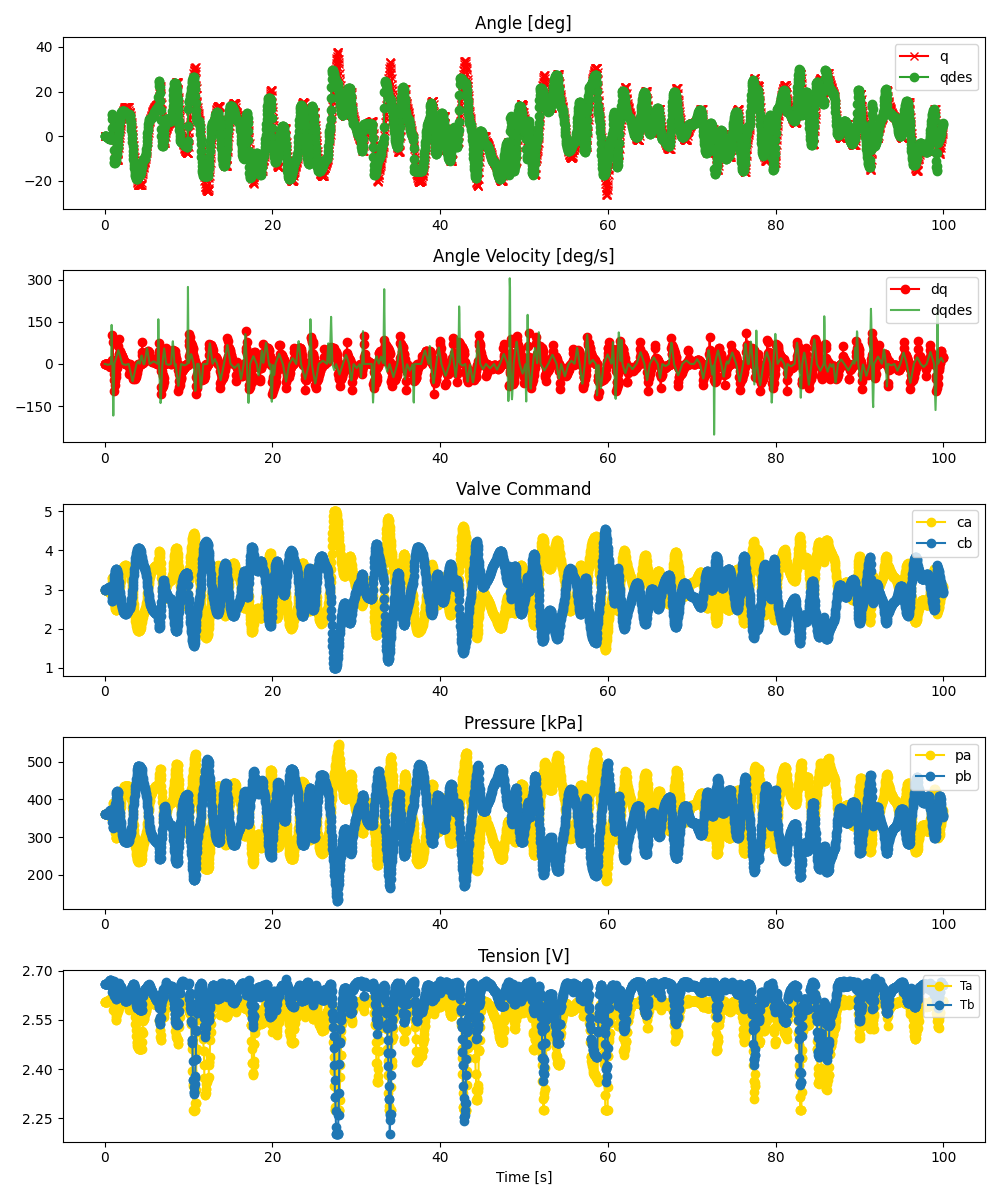 Angle [deg]
40
20
0
−20
q
qdes
0 20 40 60 80 100
Angle Velocity [deg/s]
300
150
0
−150
dq
dqdes
0 20 40 60 80 100
Valve Command
5
4
3
2
1
ca
cb
0 20 40 60 80 100
Pressure [kPa]
500
400
300
200
pa
pb
0 20 40 60 80 100
Tension [V]
2.70
2.55
2.40
2.25
Ta
Tb
0 20 40 60 80 100
Time [s]